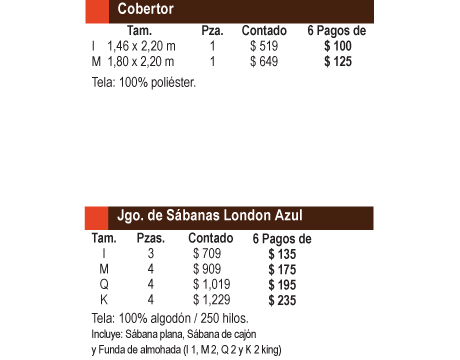 Cobertor
Tam. Pza. Contado 6 Pagos de
I 1,46 x 2,20 m 1 $ 519 $ 100
M 1,80 x 2,20 m 1 $ 649 $ 125
Tela: 100% poliéster.
Jgo. de Sábanas London Azul
Tam. Pzas. Contado 6 Pagos de
I 3 $ 709 $ 135
M 4 $ 909 $ 175
Q 4 $ 1,019 $ 195
K 4 $ 1,229 $ 235
Tela: 100% algodón / 250 hilos.
Incluye: Sábana plana, Sábana de cajón
y Funda de almohada (I 1, M 2, Q 2 y K 2 king)